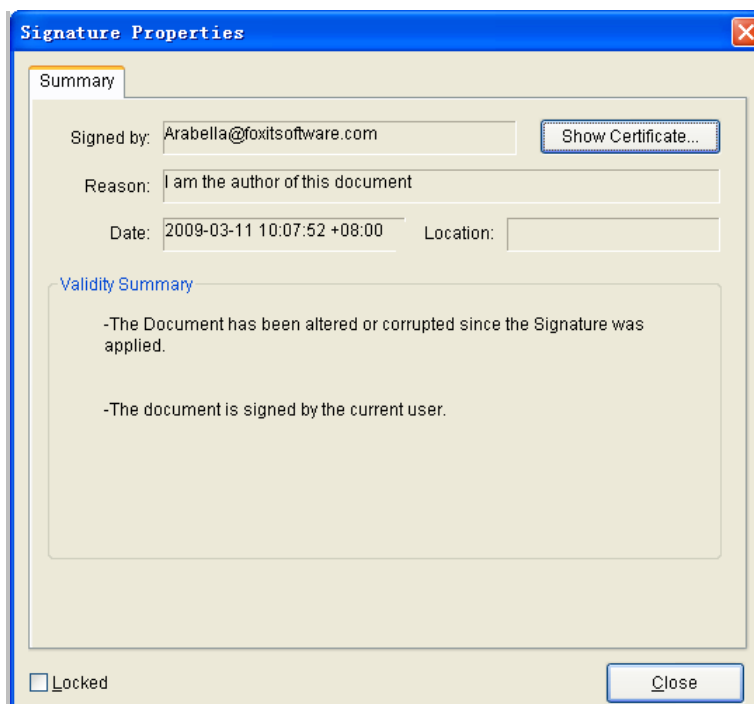 Signature Properties
Summary
Signed by: Arabella@foxitsoftware.com Show Certificate...
Reason: I am the author of this document
Date: 2009-03-11 10:07:52 +08:00 Location:
Validity Summary
-The Document has been altered or corrupted since the Signature was
applied.
-The document is signed by the current user.
Locked Close